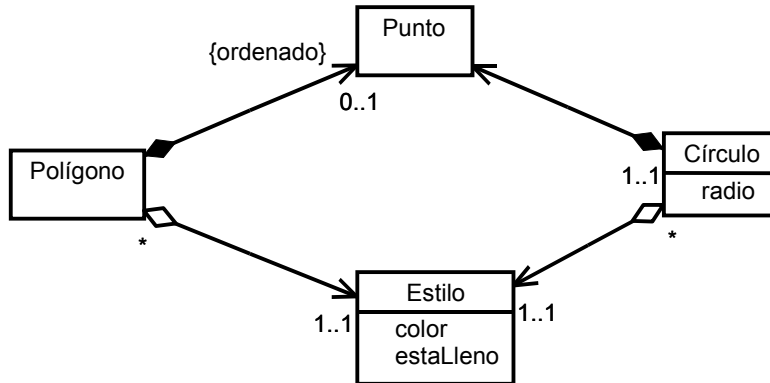 Punto
{ordenado}
0..1
Polígono
Círculo
1..1
radio
*
*
Estilo
1..1
1..1
color
estaLleno